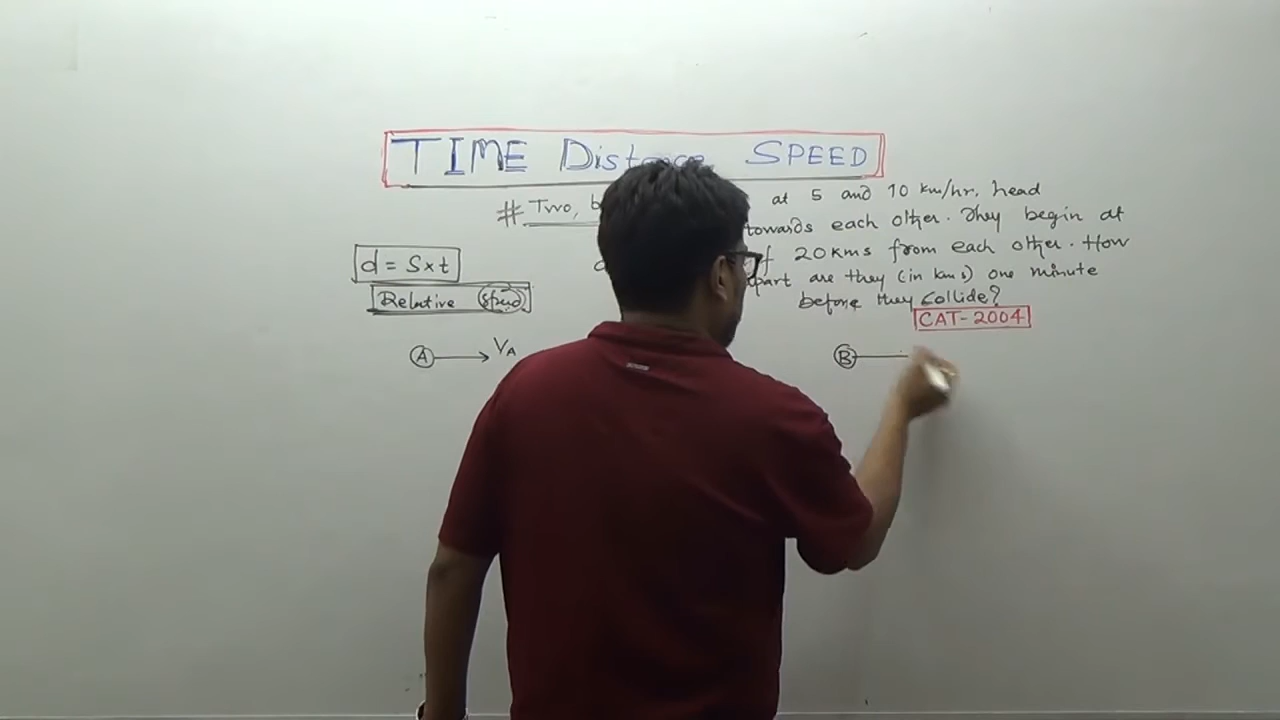 TIME Distance SPEED
# Two, at 5 and 10 km/hr. head
towards each other. They begin at
d = S x t
20 kms from each other. How
apart are they (in kms) one minute
Relative speed
before they collide?
CAT-2004
A VA
B